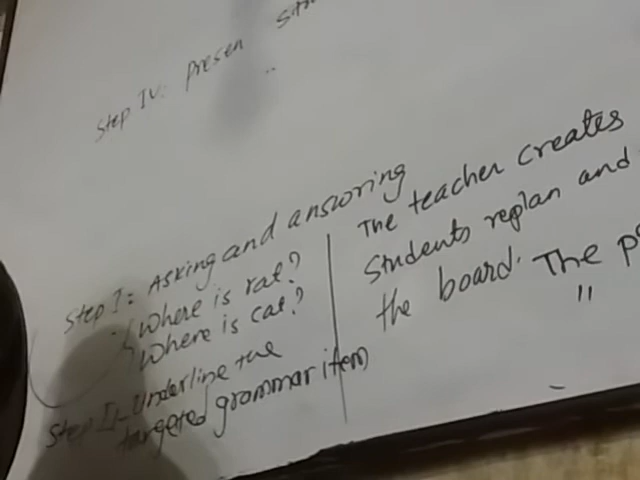 Step IV: Presen
Step I: Asking and answoring
Where is rat?
Where is cat?
Step II- Underline the
targeted grammar item
The teacher creates
Students replan and
the board. The
"